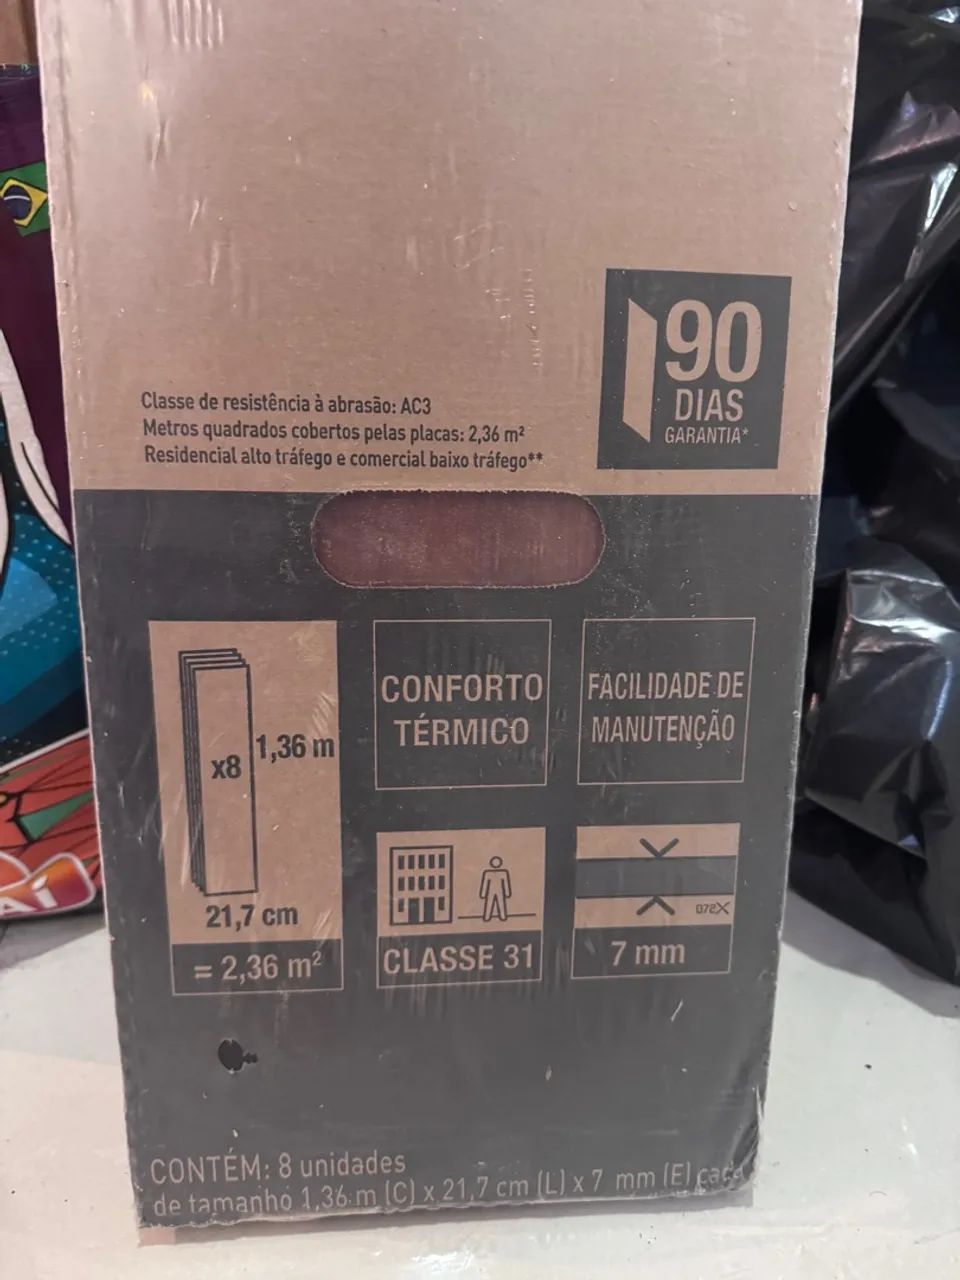 90
DIAS
GARANTIA*
Classe de resistência à abrasão: AC3
Metros quadrados cobertos pelas placas: 2,36 m²
Residencial alto tráfego e comercial baixo tráfego**
x8
1,36 m
21,7 cm
= 2,36 m²
CONFORTO
TÉRMICO
FACILIDADE DE
MANUTENÇÃO
CLASSE 31
7 mm
CONTÉM: 8 unidades
de tamanho 1,36 m (C) x 21,7 cm (L) x 7 mm (E) cada